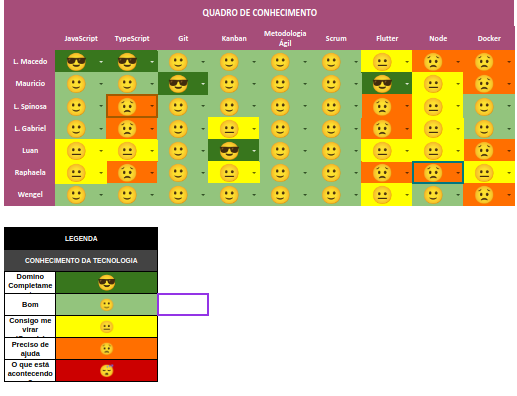 QUADRO DE CONHECIMENTO
JavaScript TypeScript Git Kanban Metodologia Ágil Scrum Flutter Node Docker
L. Macedo
Maurício
L. Spinosa
L. Gabriel
Luan
Raphaela
Wengel
LEGENDA
CONHECIMENTO DA TECNOLOGIA
Domino
Completame
Bom
Consigo me
virar
Preciso de
ajuda
O que está
acontecendo